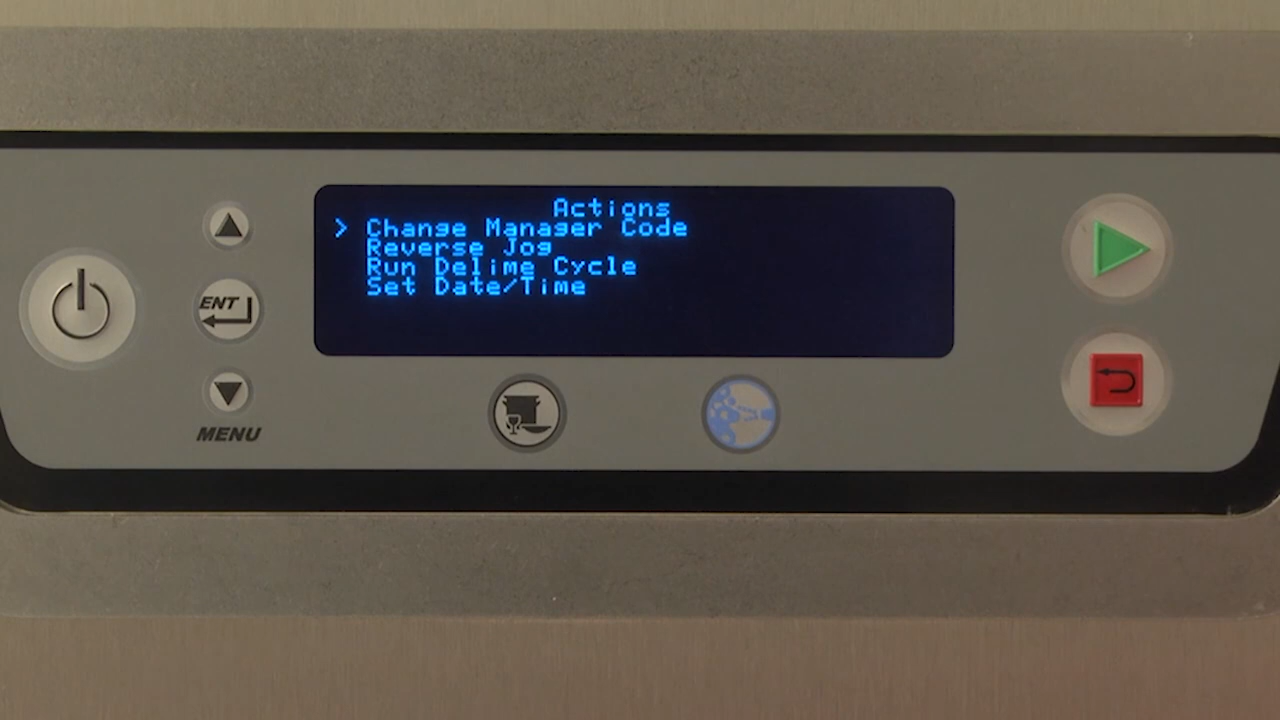 Actions
> Change Manager Code
Reverse Jog
Run Delime Cycle
Set Date/Time
ENT
MENU